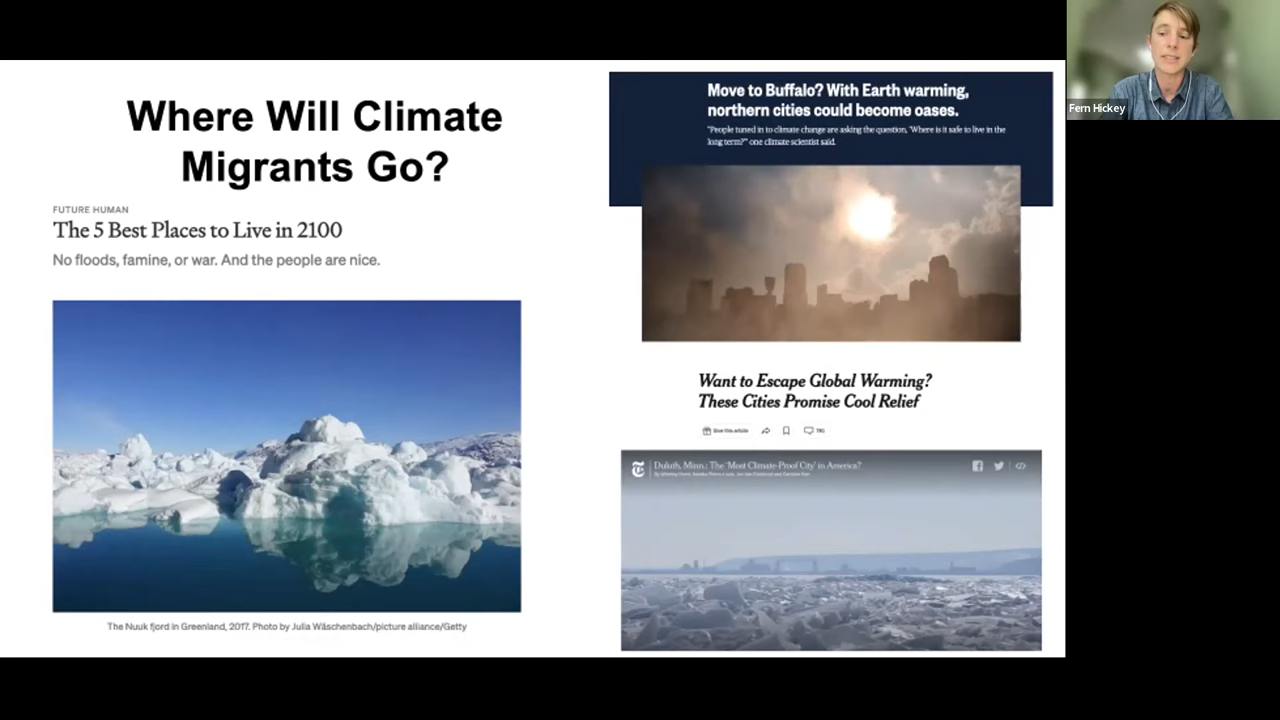 Where Will Climate
Migrants Go?
FUTURE HUMAN
The 5 Best Places to Live in 2100
No floods, famine, or war. And the people are nice.
The Nuuk fjord in Greenland, 2017. Photo by Julia Wäschenbach/picture alliance/Getty
Move to Buffalo? With Earth warming,
northern cities could become oases.
"People tuned in to climate change are asking the question, 'Where is it safe to live in the
long term?'" one climate scientist said.
Want to Escape Global Warming?
These Cities Promise Cool Relief
Give this article
Duluth, Minn.: The 'Most Climate-Proof City' in America?
Fern Hickey